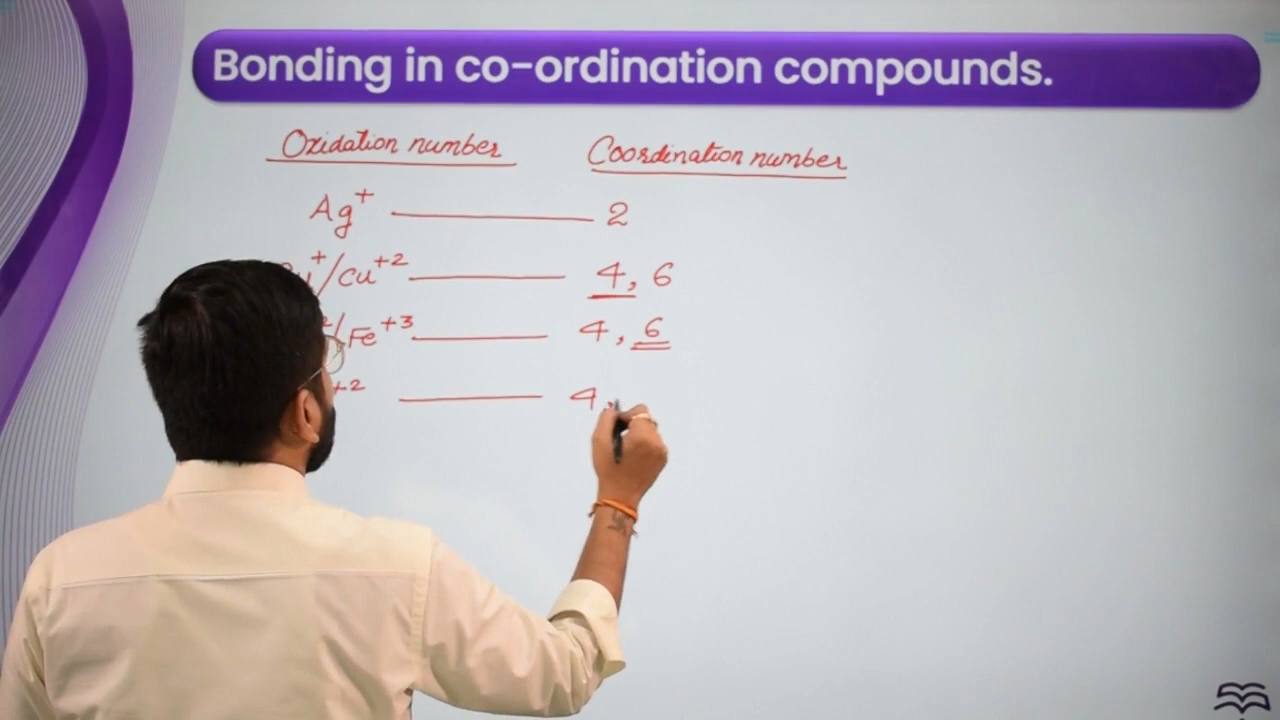 Bonding in co-ordination compounds.
Oxidation number Coordination number
Ag⁺ 2
⁺/Cu⁺² 4, 6
/Fe⁺³ 4, 6
⁺² 4,